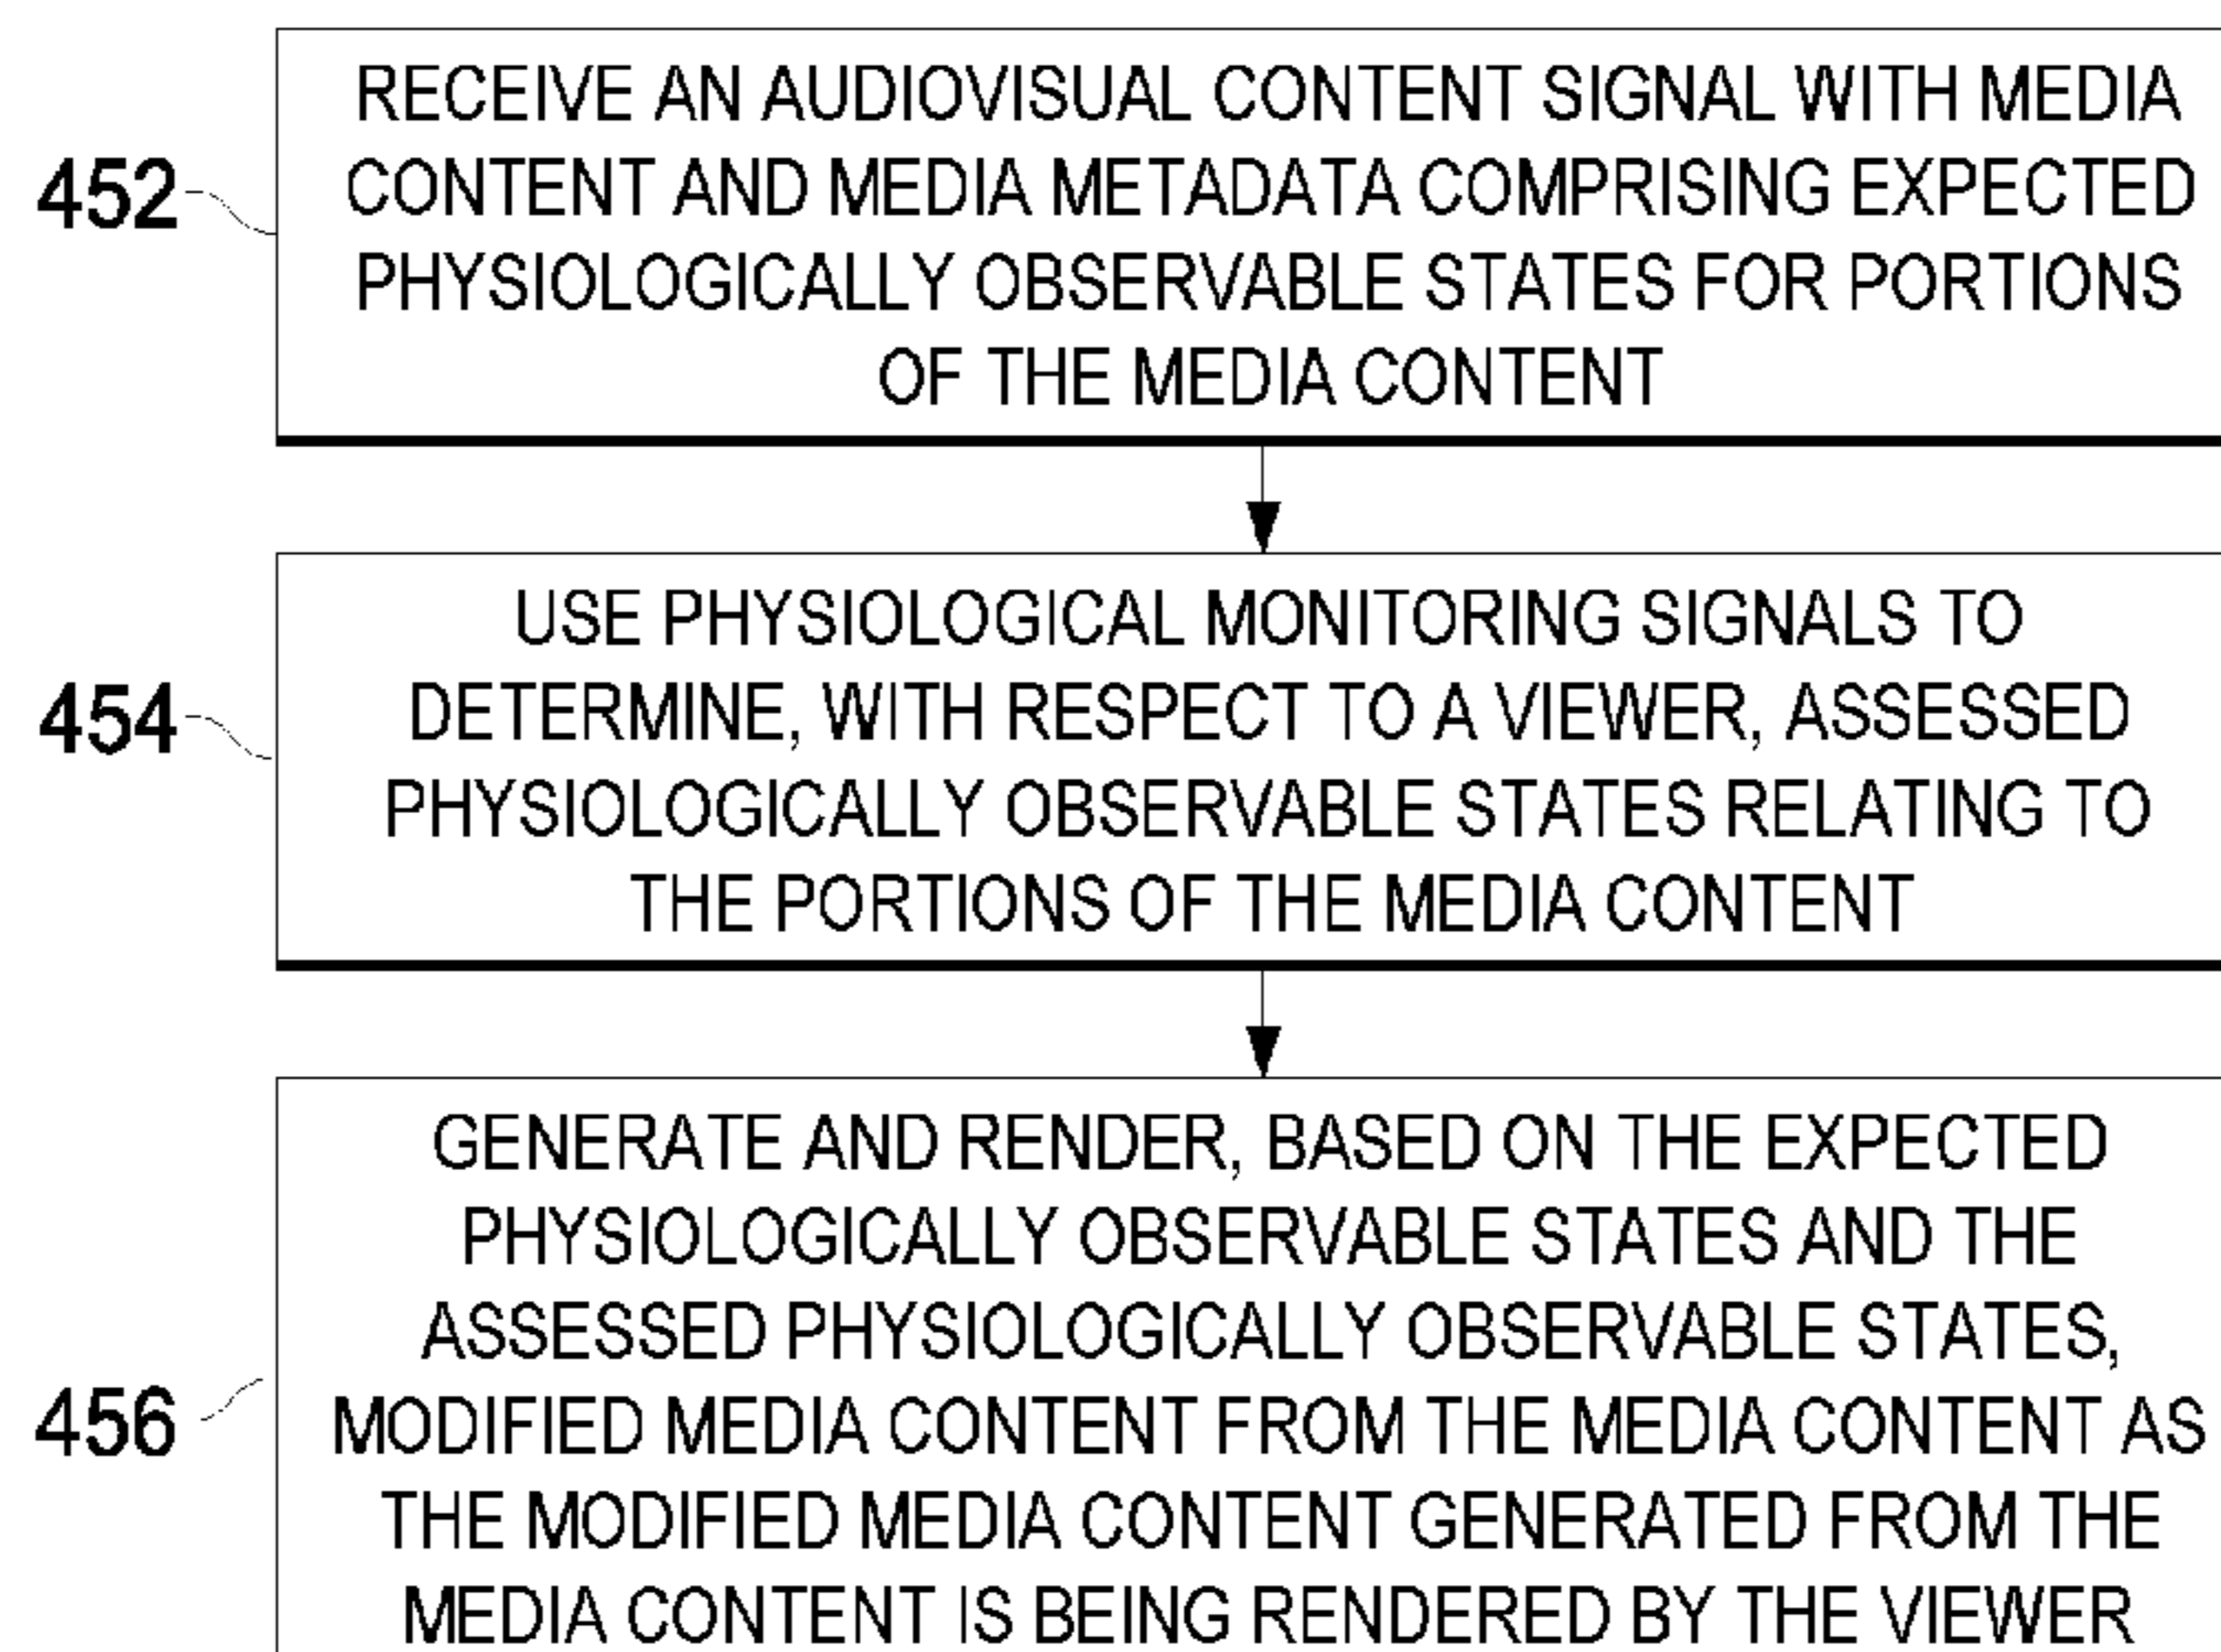 RECEIVE AN AUDIOVISUAL CONTENT SIGNAL WITH MEDIA
452
CONTENT AND MEDIA METADATA COMPRISING EXPECTED
PHYSIOLOGICALLY OBSERVABLE STATES FOR PORTIONS
OF THE MEDIA CONTENT
USE PHYSIOLOGICAL MONITORING SIGNALS TO
454
DETERMINE, WITH RESPECT TO A VIEWER, ASSESSED
PHYSIOLOGICALLY OBSERVABLE STATES RELATING TO
THE PORTIONS OF THE MEDIA CONTENT
GENERATE AND RENDER, BASED ON THE EXPECTED
PHYSIOLOGICALLY OBSERVABLE STATES AND THE
ASSESSED PHYSIOLOGICALLY OBSERVABLE STATES,
456
MODIFIED MEDIA CONTENT FROM THE MEDIA CONTENT AS
THE MODIFIED MEDIA CONTENT GENERATED FROM THE
MEDIA CONTENT IS BEING RENDERED BY THE VIEWER